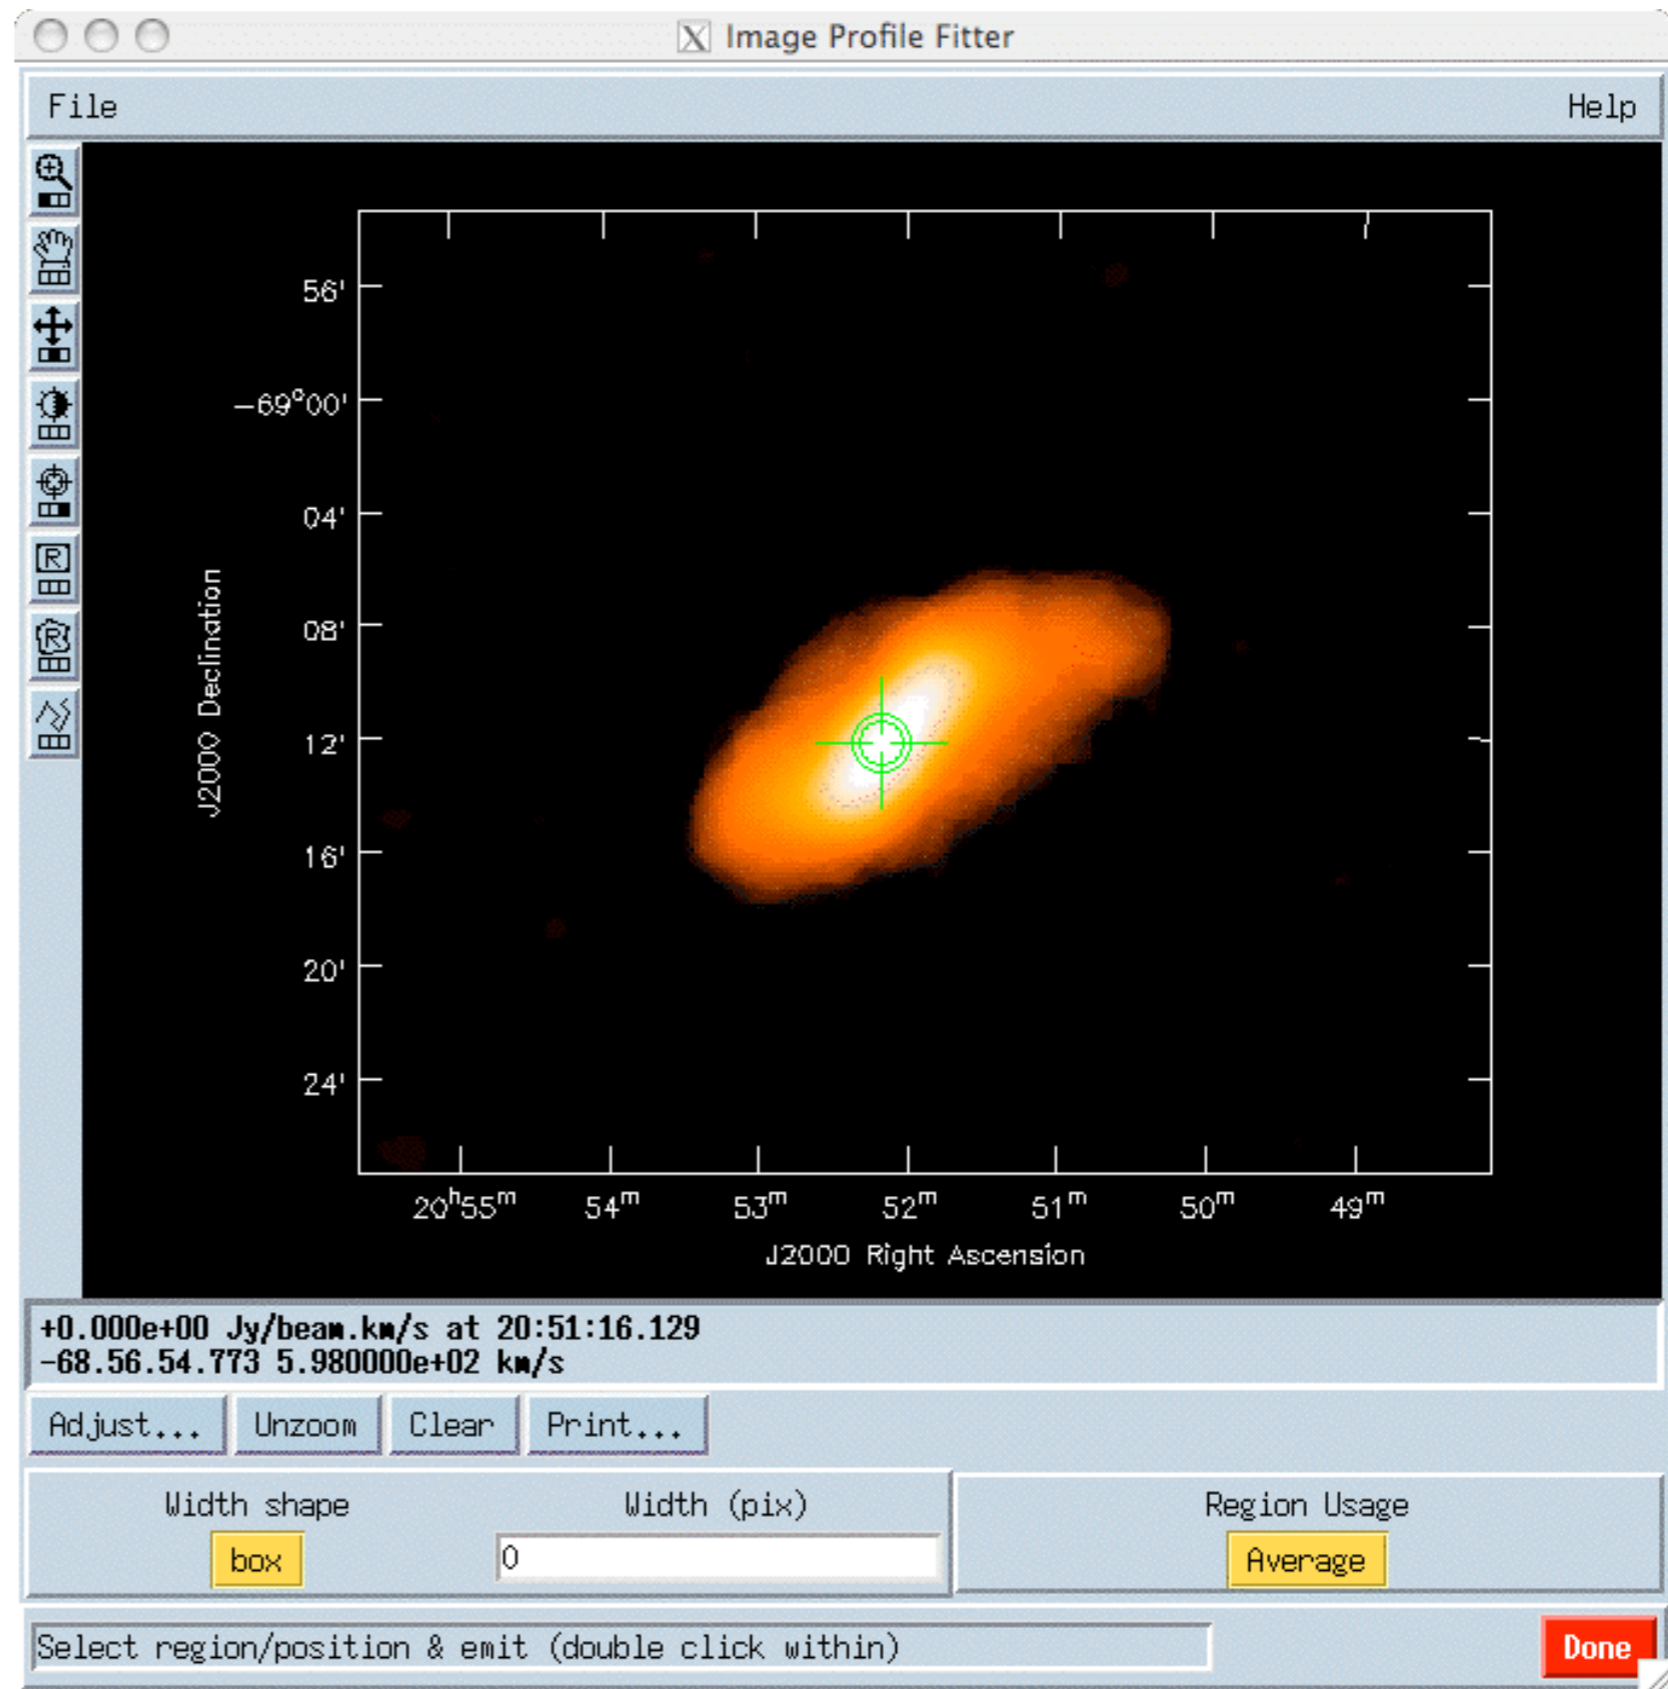 Image Profile Fitter
File Help
56'
-69°00'
04'
08'
12'
16'
20'
24'
J2000 Declination
20h55m 54m 53m 52m 51m 50m 49m
J2000 Right Ascension
+0.000e+00 Jy/beam.km/s at 20:51:16.129
-68.56.54.773 5.980000e+02 km/s
Adjust... Unzoom Clear Print...
Width shape Width (pix) Region Usage
box 0 Average
Select region/position & emit (double click within) Done